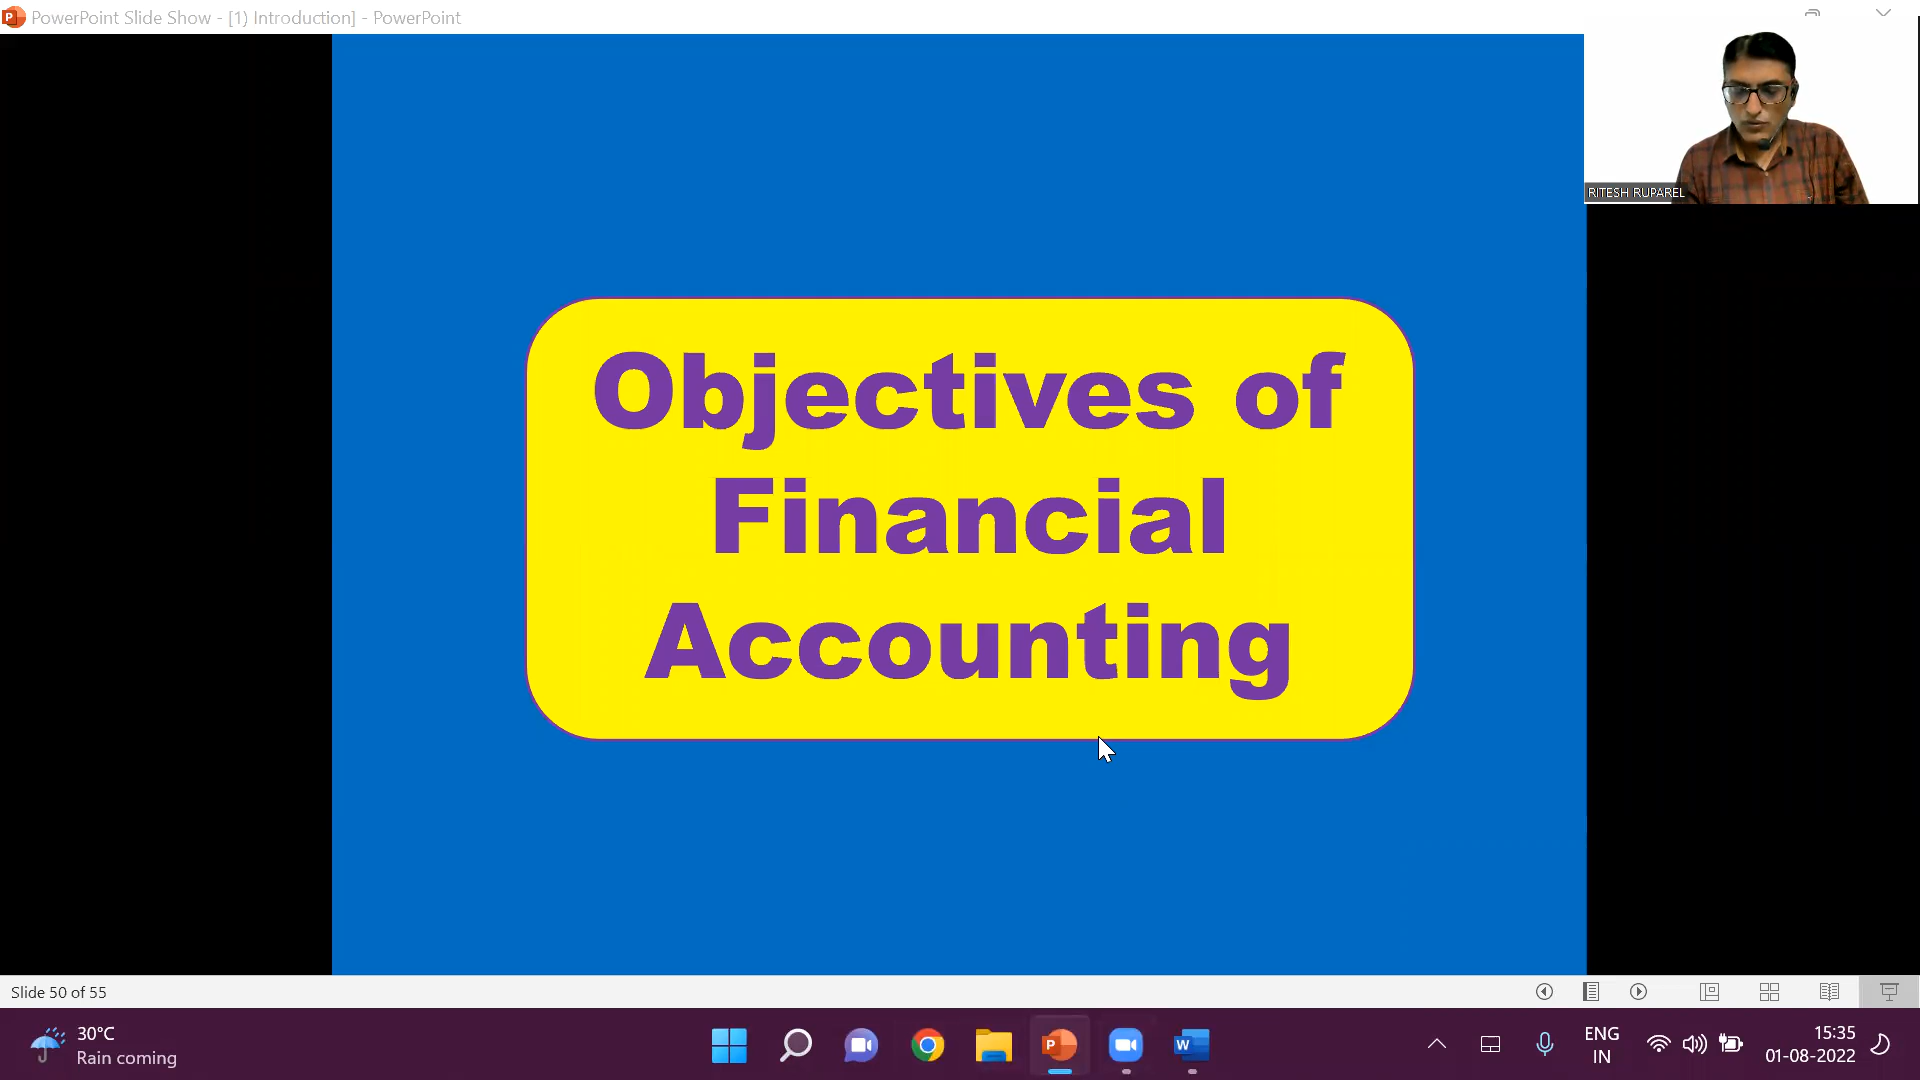 PowerPoint Slide Show - [1) Introduction] - PowerPoint
RITESH RUPAREL
Objectives of
Financial
Accounting
Slide 50 of 55
30°C
Rain coming
ENG
IN
15:35
01-08-2022